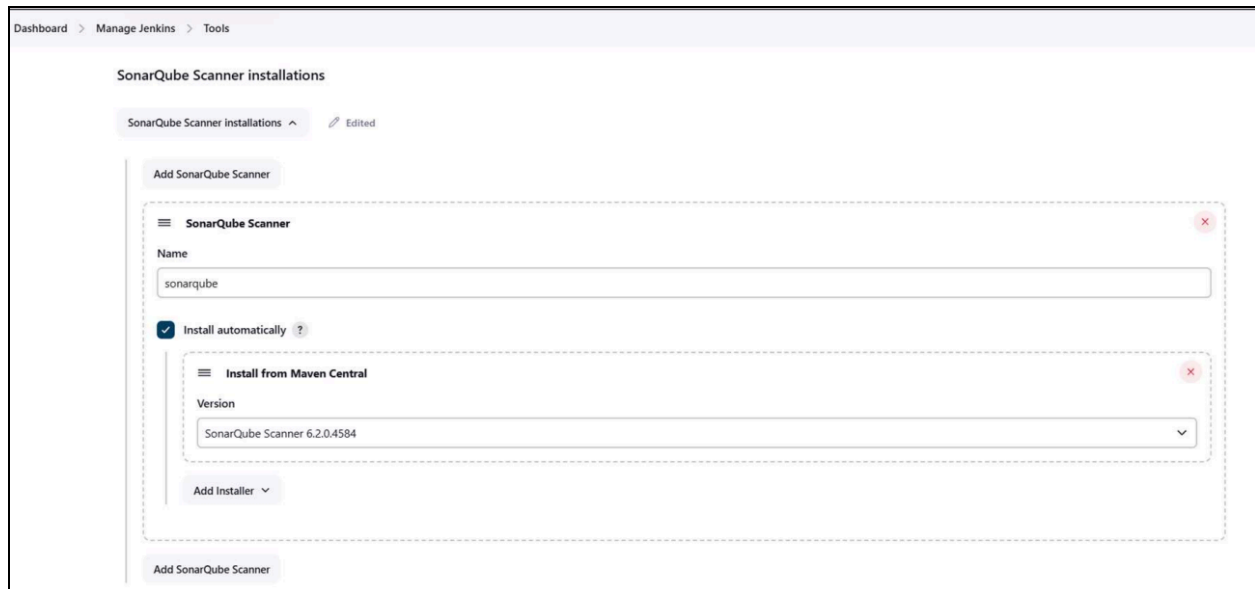 Dashboard > Manage Jenkins > Tools
SonarQube Scanner installations
SonarQube Scanner installations Edited
Add SonarQube Scanner
SonarQube Scanner
Name
sonarqube
Install automatically ?
Install from Maven Central
Version
SonarQube Scanner 6.2.0.4584
Add Installer
Add SonarQube Scanner